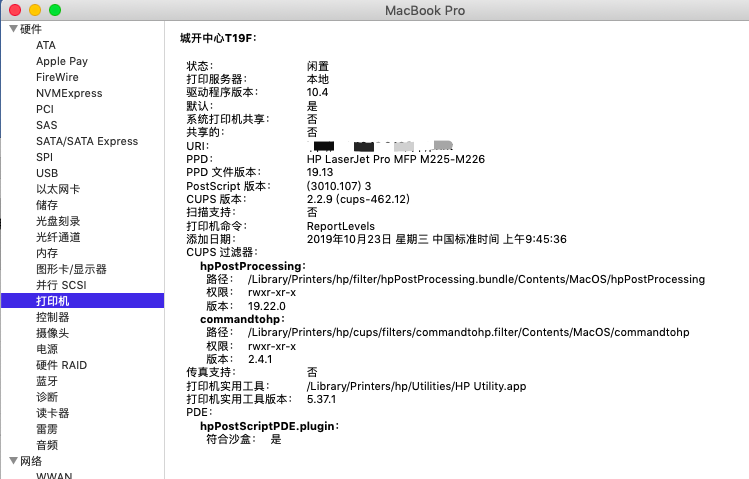 MacBook Pro
硬件
ATA
Apple Pay
FireWire
NVMExpress
PCI
SAS
SATA/SATA Express
SPI
USB
以太网卡
储存
光盘刻录
光纤通道
内存
图形卡/显示器
并行 SCSI
打印机
控制器
摄像头
电源
硬件 RAID
蓝牙
诊断
读卡器
雷雳
音频
网络
WWAN
城开中心T19F：
状态： 闲置
打印服务器： 本地
驱动程序版本： 10.4
默认： 是
系统打印机共享： 否
共享的： 否
URI：
PPD： HP LaserJet Pro MFP M225-M226
PPD 文件版本： 19.13
PostScript 版本： (3010.107) 3
CUPS 版本： 2.2.9 (cups-462.12)
扫描支持： 否
打印机命令： ReportLevels
添加日期： 2019年10月23日 星期三 中国标准时间 上午9:45:36
CUPS 过滤器：
hpPostProcessing：
路径： /Library/Printers/hp/filter/hpPostProcessing.bundle/Contents/MacOS/hpPostProcessing
权限： rwxr-xr-x
版本： 19.22.0
commandtohp：
路径： /Library/Printers/hp/cups/filters/commandtohp.filter/Contents/MacOS/commandtohp
权限： rwxr-xr-x
版本： 2.4.1
传真支持： 否
打印机实用工具： /Library/Printers/hp/Utilities/HP Utility.app
打印机实用工具版本： 5.37.1
PDE：
hpPostScriptPDE.plugin：
符合沙盒： 是